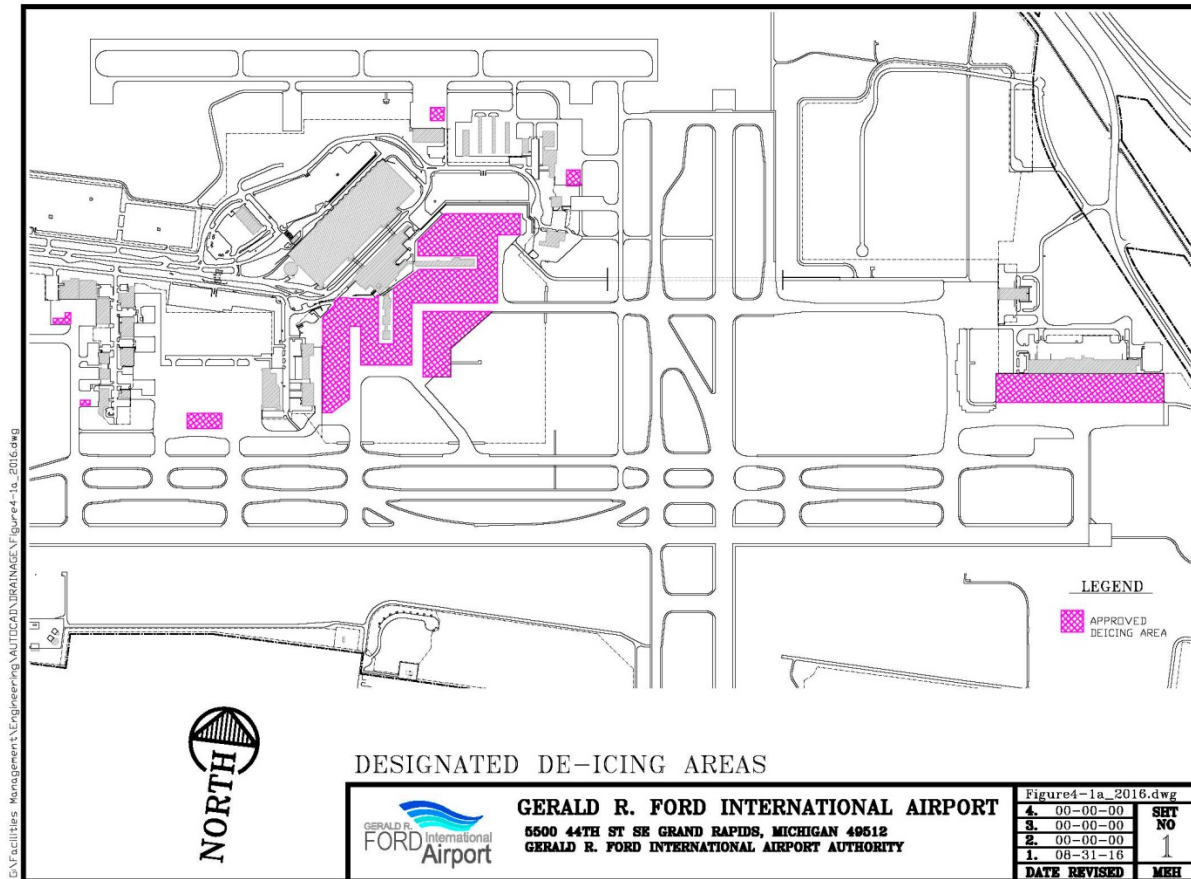 G:\Facilities Management\Engineering\AUTOCAD\DRAINAGE\Figure4-1a_2016.dwg
LEGEND
APPROVED
DEICING AREA
NORTH
DESIGNATED DE-ICING AREAS
GERALD R.
FORD International
Airport
GERALD R. FORD INTERNATIONAL AIRPORT
5500 44TH ST SE GRAND RAPIDS, MICHIGAN 49512
GERALD R. FORD INTERNATIONAL AIRPORT AUTHORITY
Figure4-1a_2016.dwg
4. 00-00-00
3. 00-00-00
2. 00-00-00
1. 08-31-16
DATE REVISED
SHT
NO
1
MEH